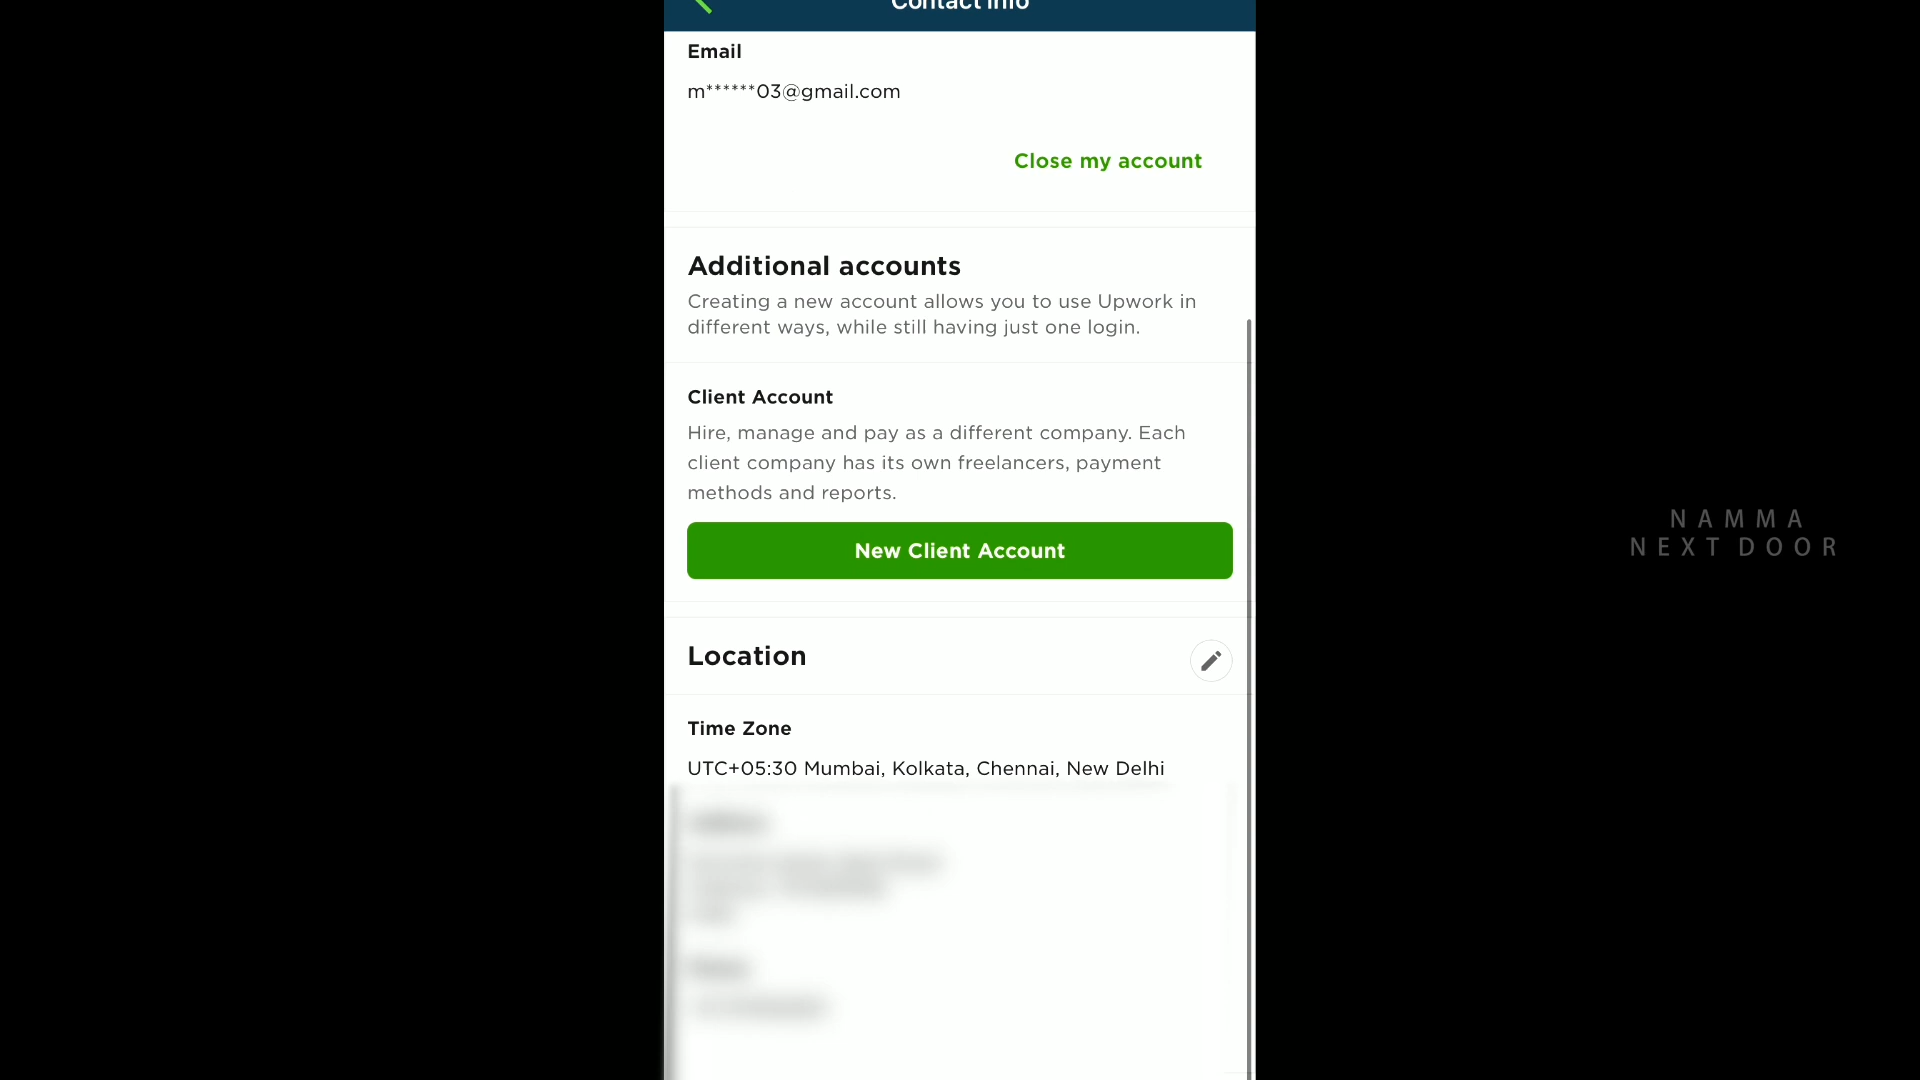 Contact Info
Email
m******03@gmail.com
Close my account
Additional accounts
Creating a new account allows you to use Upwork in
different ways, while still having just one login.
Client Account
Hire, manage and pay as a different company. Each
client company has its own freelancers, payment
methods and reports.
New Client Account
Location
Time Zone
UTC+05:30 Mumbai, Kolkata, Chennai, New Delhi
NAMMA
NEXT DOOR